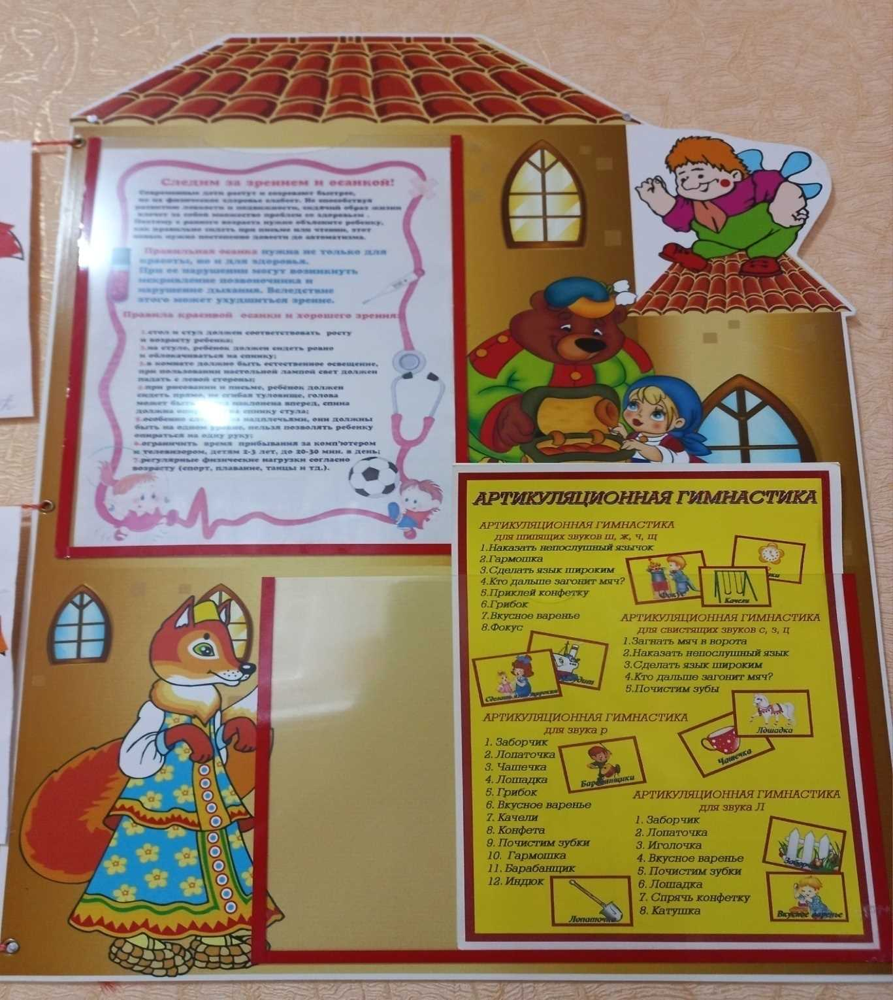 Следим за зрением и осанкой!
Современные дети растут и созревают быстрее,
но их физическое здоровье слабеет. Не способствуя
развитию ловкости и подвижности, сидячий образ жизни
влечет за собой множество проблем со здоровьем .
Поэтому с раннего возраста нужно объяснять ребенку,
как правильно сидеть при письме или чтении, этот
навык нужно постепенно довести до автоматизма.
Правильная осанка нужна не только для
красоты, но и для здоровья.
При ее нарушении могут возникнуть
искривление позвоночника и
нарушение дыхания. Вследствие
этого может ухудшиться зрение.
Правила красивой осанки и хорошего зрения:
1.стол и стул должен соответствовать росту
и возрасту ребенка;
2.на стуле, ребёнок должен сидеть ровно
и облокачиваться на спинку;
3.в комнате должно быть естественное освещение,
при пользовании настольной лампой свет должен
падать с левой стороны;
4.при рисовании и письме, ребёнок должен
сидеть прямо, не сгибая туловище, голова
может быть наклонена вперед, спина
должна на спинку стула;
5.особенно за надплечьями, они должны
быть на одном уровне, нельзя позволять ребенку
опираться на одну руку;
6.ограничить время прибывания за комп'ютером
и телевизором, детям 2-3 лет, до 20-30 мин. в день;
7.регулярные физические нагрузки согласно
возрасту (спорт, плавание, танцы и тд.).
АРТИКУЛЯЦИОННАЯ ГИМНАСТИКА
АРТИКУЛЯЦИОННАЯ ГИМНАСТИКА
для шипящих звуков ш, ж, ч, щ
1.Наказать непослушный язычок
2.Гармошка
3.Сделать язык широким
4.Кто дальше загонит мяч?
5.Приклей конфетку
6.Грибок
7.Вкусное варенье
8.Фокус
Фокус
Качели
АРТИКУЛЯЦИОННАЯ ГИМНАСТИКА
для свистящих звуков с, з, ц
1.Загнать мяч в ворота
2.Наказать непослушный язык
3.Сделать язык широким
4.Кто дальше загонит мяч?
5.Почистим зубы
Сделать язык широким
гудит
Лошадка
Чашечка
АРТИКУЛЯЦИОННАЯ ГИМНАСТИКА
для звука р
1. Заборчик
2. Лопаточка
3. Чашечка
4. Лошадка
5. Грибок
6. Вкусное варенье
7. Качели
8. Конфета
9. Почистим зубки
10. Гармошка
11. Барабанщик
12. Индюк
Барабанщики
Лопаточка
АРТИКУЛЯЦИОННАЯ ГИМНАСТИКА
для звука Л
1. Заборчик
2. Лопаточка
3. Иголочка
4. Вкусное варенье
5. Почистим зубки
6. Лошадка
7. Спрячь конфетку
8. Катушка
Заборчик
Вкусное варенье